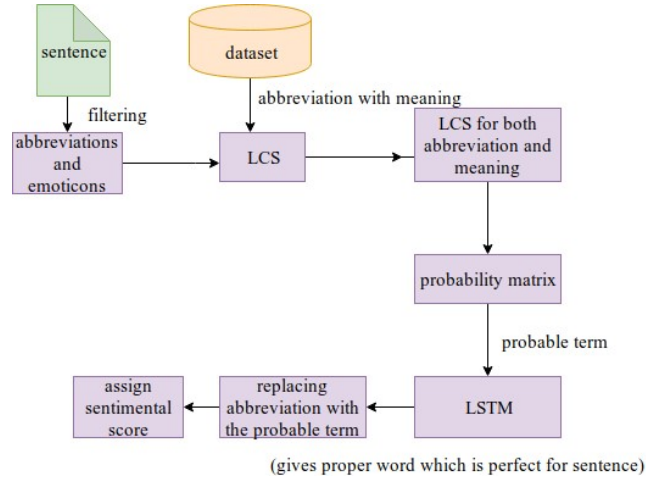 sentence
dataset
filtering
abbreviation with meaning
abbreviations
and
emoticons
LCS
LCS for both
abbreviation and
meaning
probability matrix
probable term
assign
sentimental
score
replacing
abbreviation with
the probable term
LSTM
(gives proper word which is perfect for sentence)